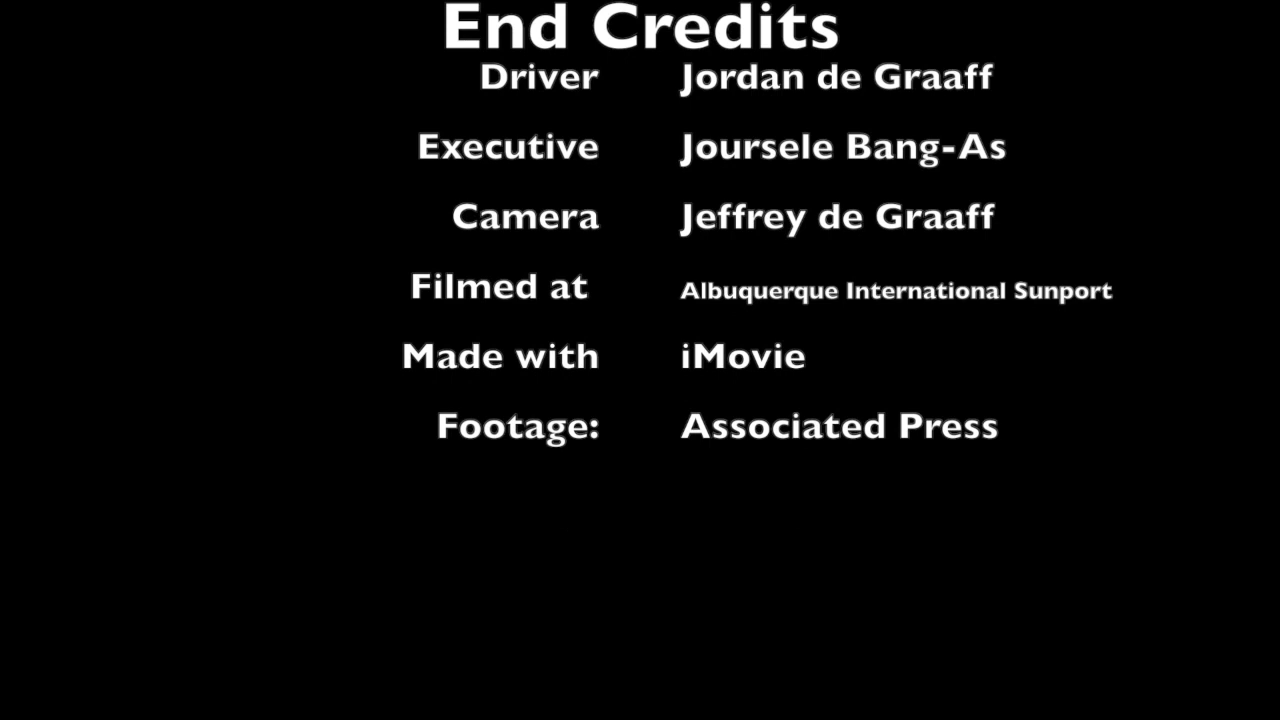 End Credits
Driver Jordan de Graaff
Executive Joursele Bang-As
Camera Jeffrey de Graaff
Filmed at Albuquerque International Sunport
Made with iMovie
Footage: Associated Press